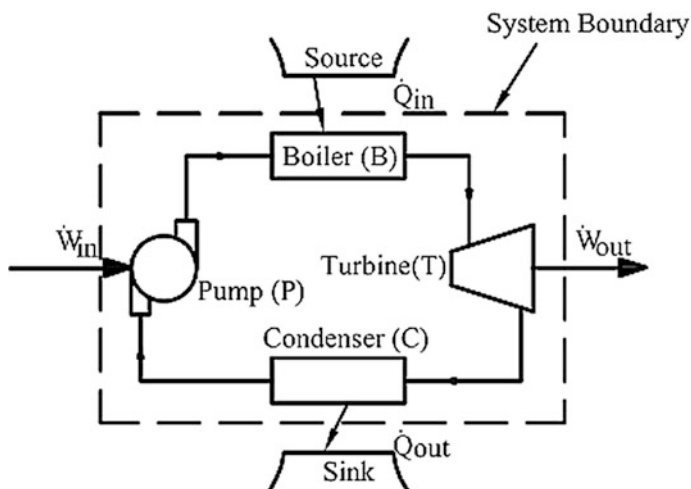 System Boundary
Source
Q̇in
Boiler (B)
Ẇin
Ẇout
Turbine(T)
Pump (P)
Condenser (C)
Q̇out
Sink